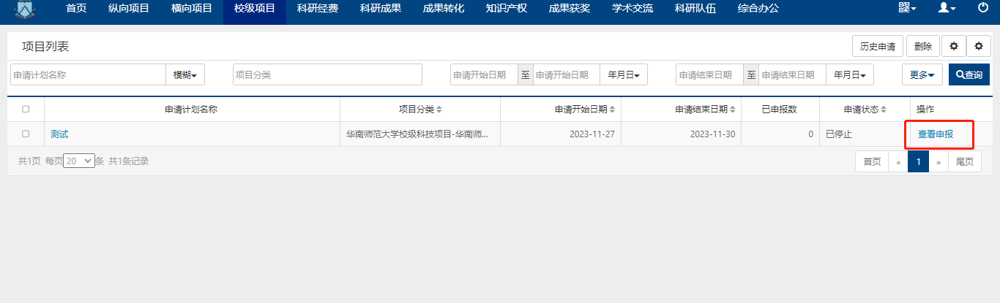 首页 纵向项目 横向项目 校级项目 科研经费 科研成果 成果转化 知识产权 成果获奖 学术交流 科研队伍 综合办公
项目列表 历史申请 删除
申请计划名称 模糊 项目分类 申请开始日期 至 申请开始日期 年月日 申请结束日期 至 申请结束日期 年月日 更多 查询
申请计划名称 项目分类 申请开始日期 申请结束日期 已申报数 申请状态 操作
测试 华南师范大学校级科技项目-华南师... 2023-11-27 2023-11-30 0 已停止 查看申报
共1页 每页 20 条 共1条记录 首页 « 1 » 尾页